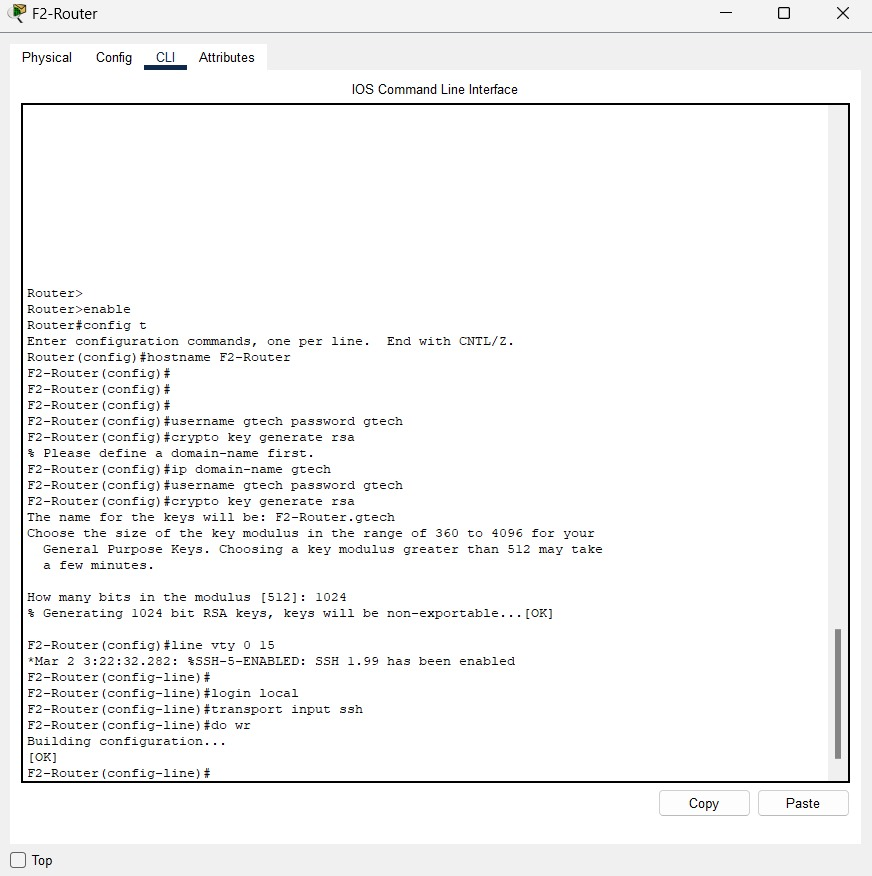 F2-Router
Physical Config CLI Attributes
IOS Command Line Interface
Router>
Router>enable
Router#config t
Enter configuration commands, one per line.  End with CNTL/Z.
Router(config)#hostname F2-Router
F2-Router(config)#
F2-Router(config)#
F2-Router(config)#
F2-Router(config)#username gtech password gtech
F2-Router(config)#crypto key generate rsa
% Please define a domain-name first.
F2-Router(config)#ip domain-name gtech
F2-Router(config)#username gtech password gtech
F2-Router(config)#crypto key generate rsa
The name for the keys will be: F2-Router.gtech
Choose the size of the key modulus in the range of 360 to 4096 for your
  General Purpose Keys. Choosing a key modulus greater than 512 may take
  a few minutes.
How many bits in the modulus [512]: 1024
% Generating 1024 bit RSA keys, keys will be non-exportable...[OK]
F2-Router(config)#line vty 0 15
*Mar 2 3:22:32.282: %SSH-5-ENABLED: SSH 1.99 has been enabled
F2-Router(config-line)#
F2-Router(config-line)#login local
F2-Router(config-line)#transport input ssh
F2-Router(config-line)#do wr
Building configuration...
[OK]
F2-Router(config-line)#
Copy Paste
Top